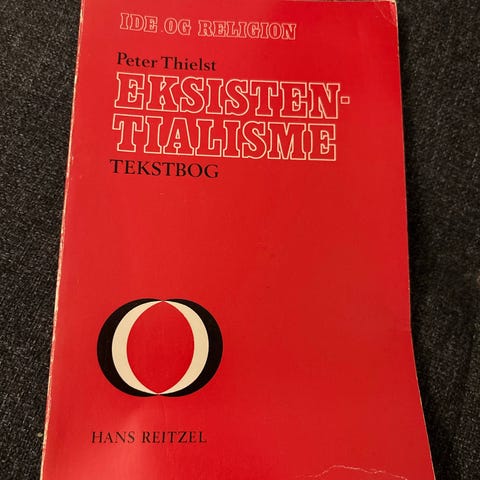 IDE OG RELIGION
Peter Thielst
EKSISTEN-
TIALISME
TEKSTBOG
HANS REITZEL